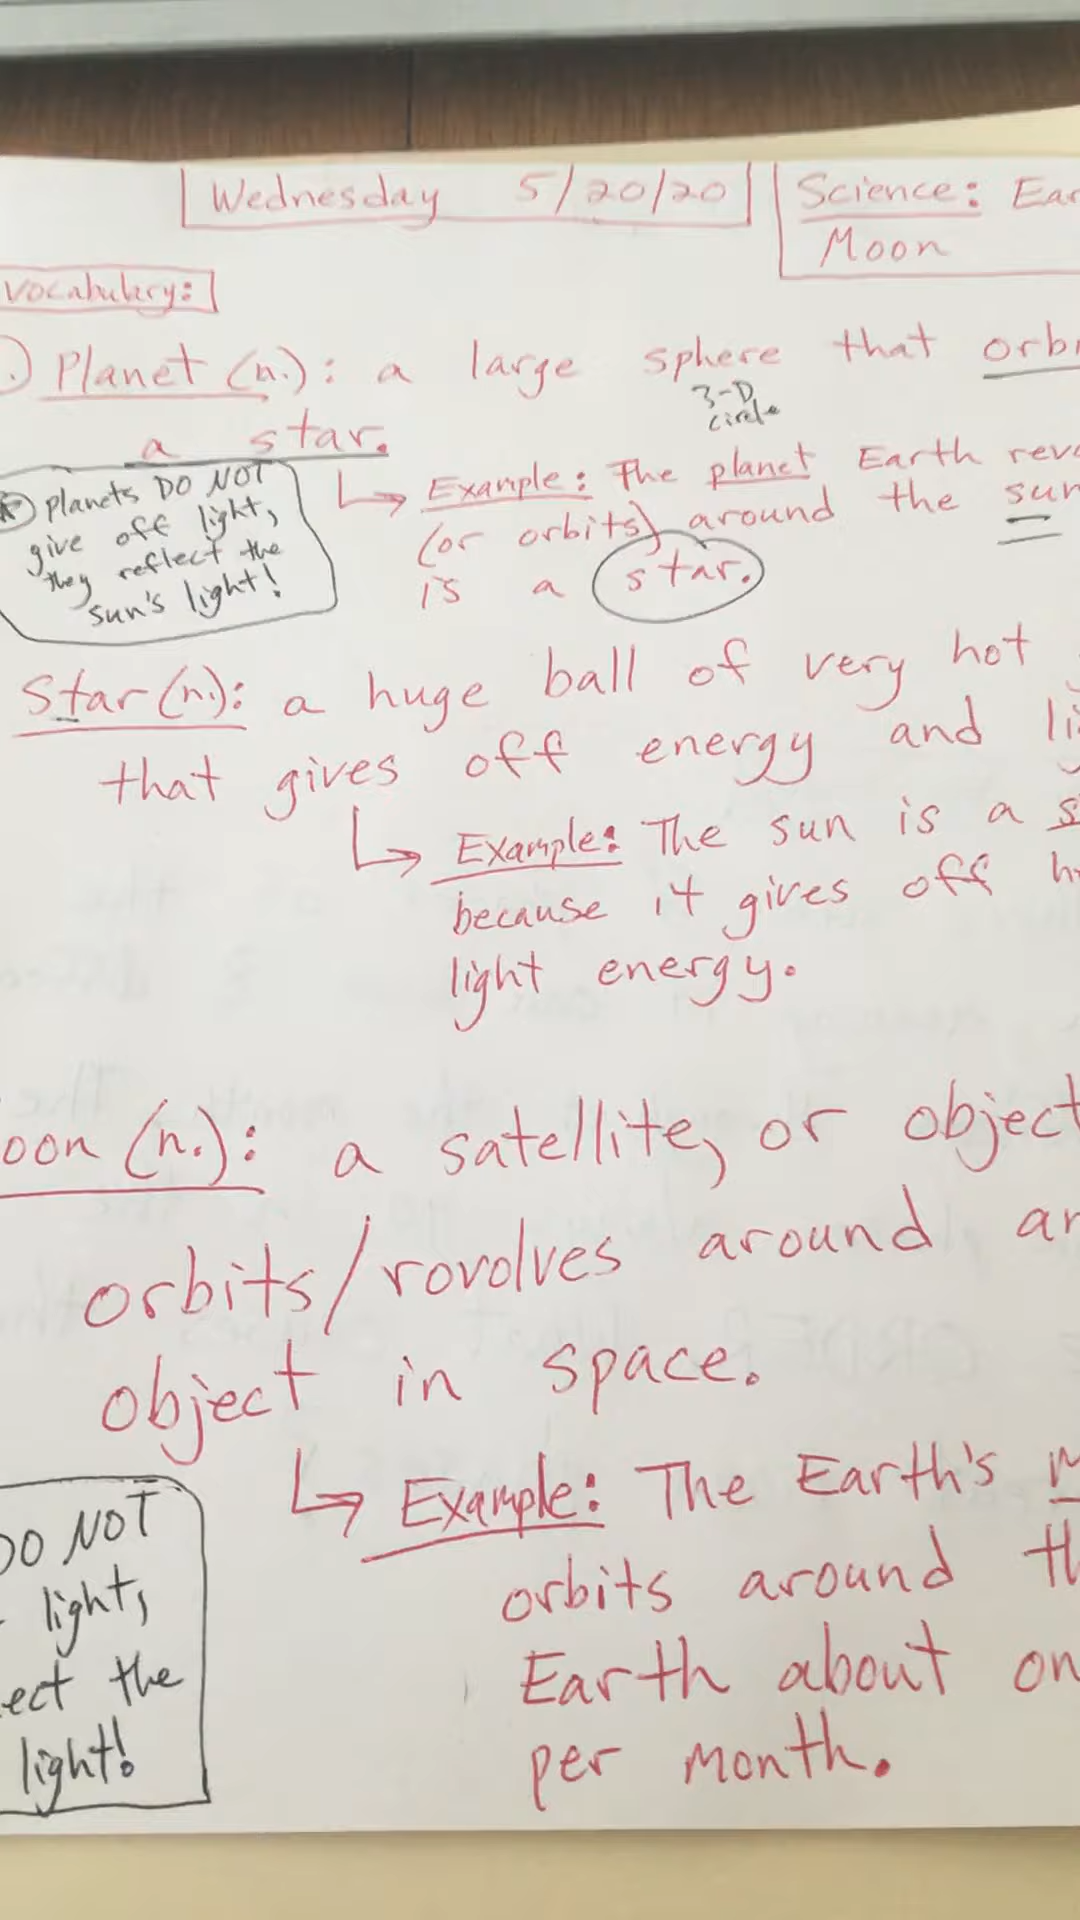 Wednesday 5/20/20
Science: Ear
Moon
vocabulary:
.) Planet (n.): a large sphere that orbi
3-D
circle
a star.
Planets DO NOT
give off light,
they reflect the
sun's light!
Example: The planet Earth revo
(or orbits) around the sun
is a star.
Star (n.): a huge ball of very hot
that gives off energy and li
Example: The sun is a s
because it gives off h
light energy.
oon (n.): a satellite, or object
orbits/rovolves around an
object in space.
Example: The Earth's m
orbits around th
Earth about on
per month.
DO NOT
light,
ect the
light!